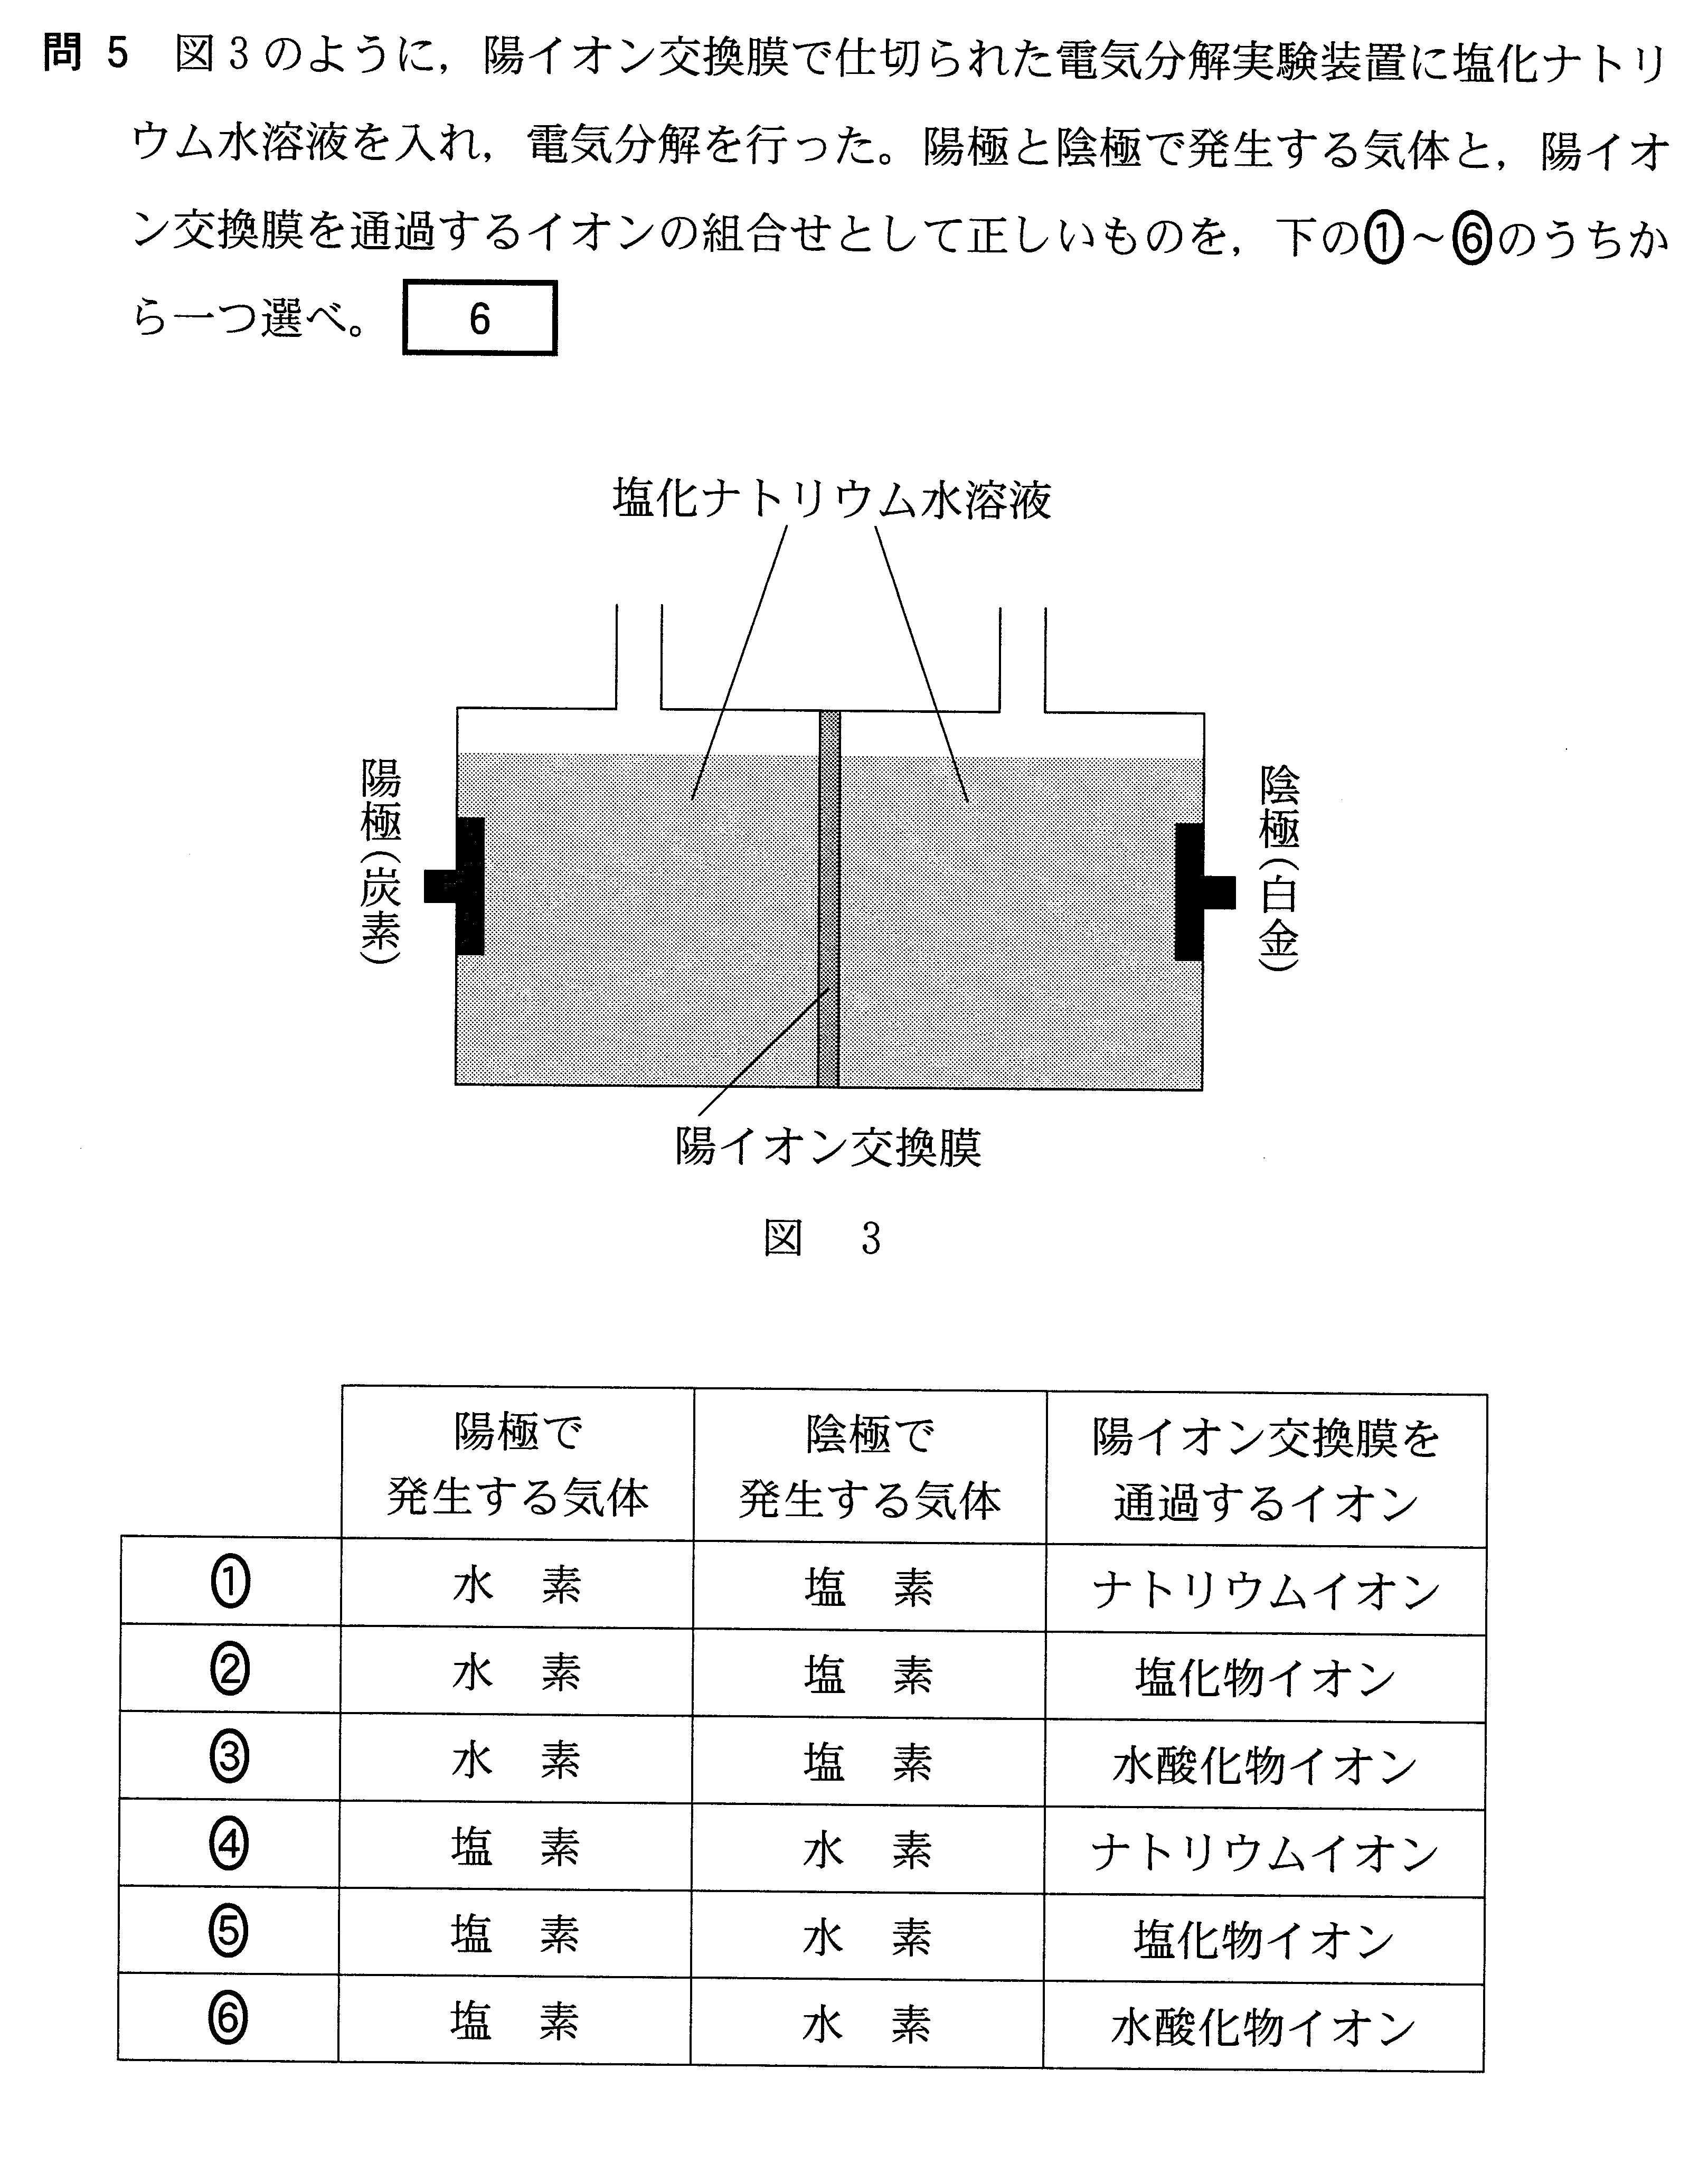 問 5 図3のように，陽イオン交換膜で仕切られた電気分解実験装置に塩化ナトリ
ウム水溶液を入れ，電気分解を行った。陽極と陰極で発生する気体と，陽イオ
ン交換膜を通過するイオンの組合せとして正しいものを，下の①～⑥のうちか
ら一つ選べ。 6
塩化ナトリウム水溶液
陽極(炭素)
陰極(白金)
陽イオン交換膜
図 3
陽極で
発生する気体
陰極で
発生する気体
陽イオン交換膜を
通過するイオン
① 水 素 塩 素 ナトリウムイオン
② 水 素 塩 素 塩化物イオン
③ 水 素 塩 素 水酸化物イオン
④ 塩 素 水 素 ナトリウムイオン
⑤ 塩 素 水 素 塩化物イオン
⑥ 塩 素 水 素 水酸化物イオン